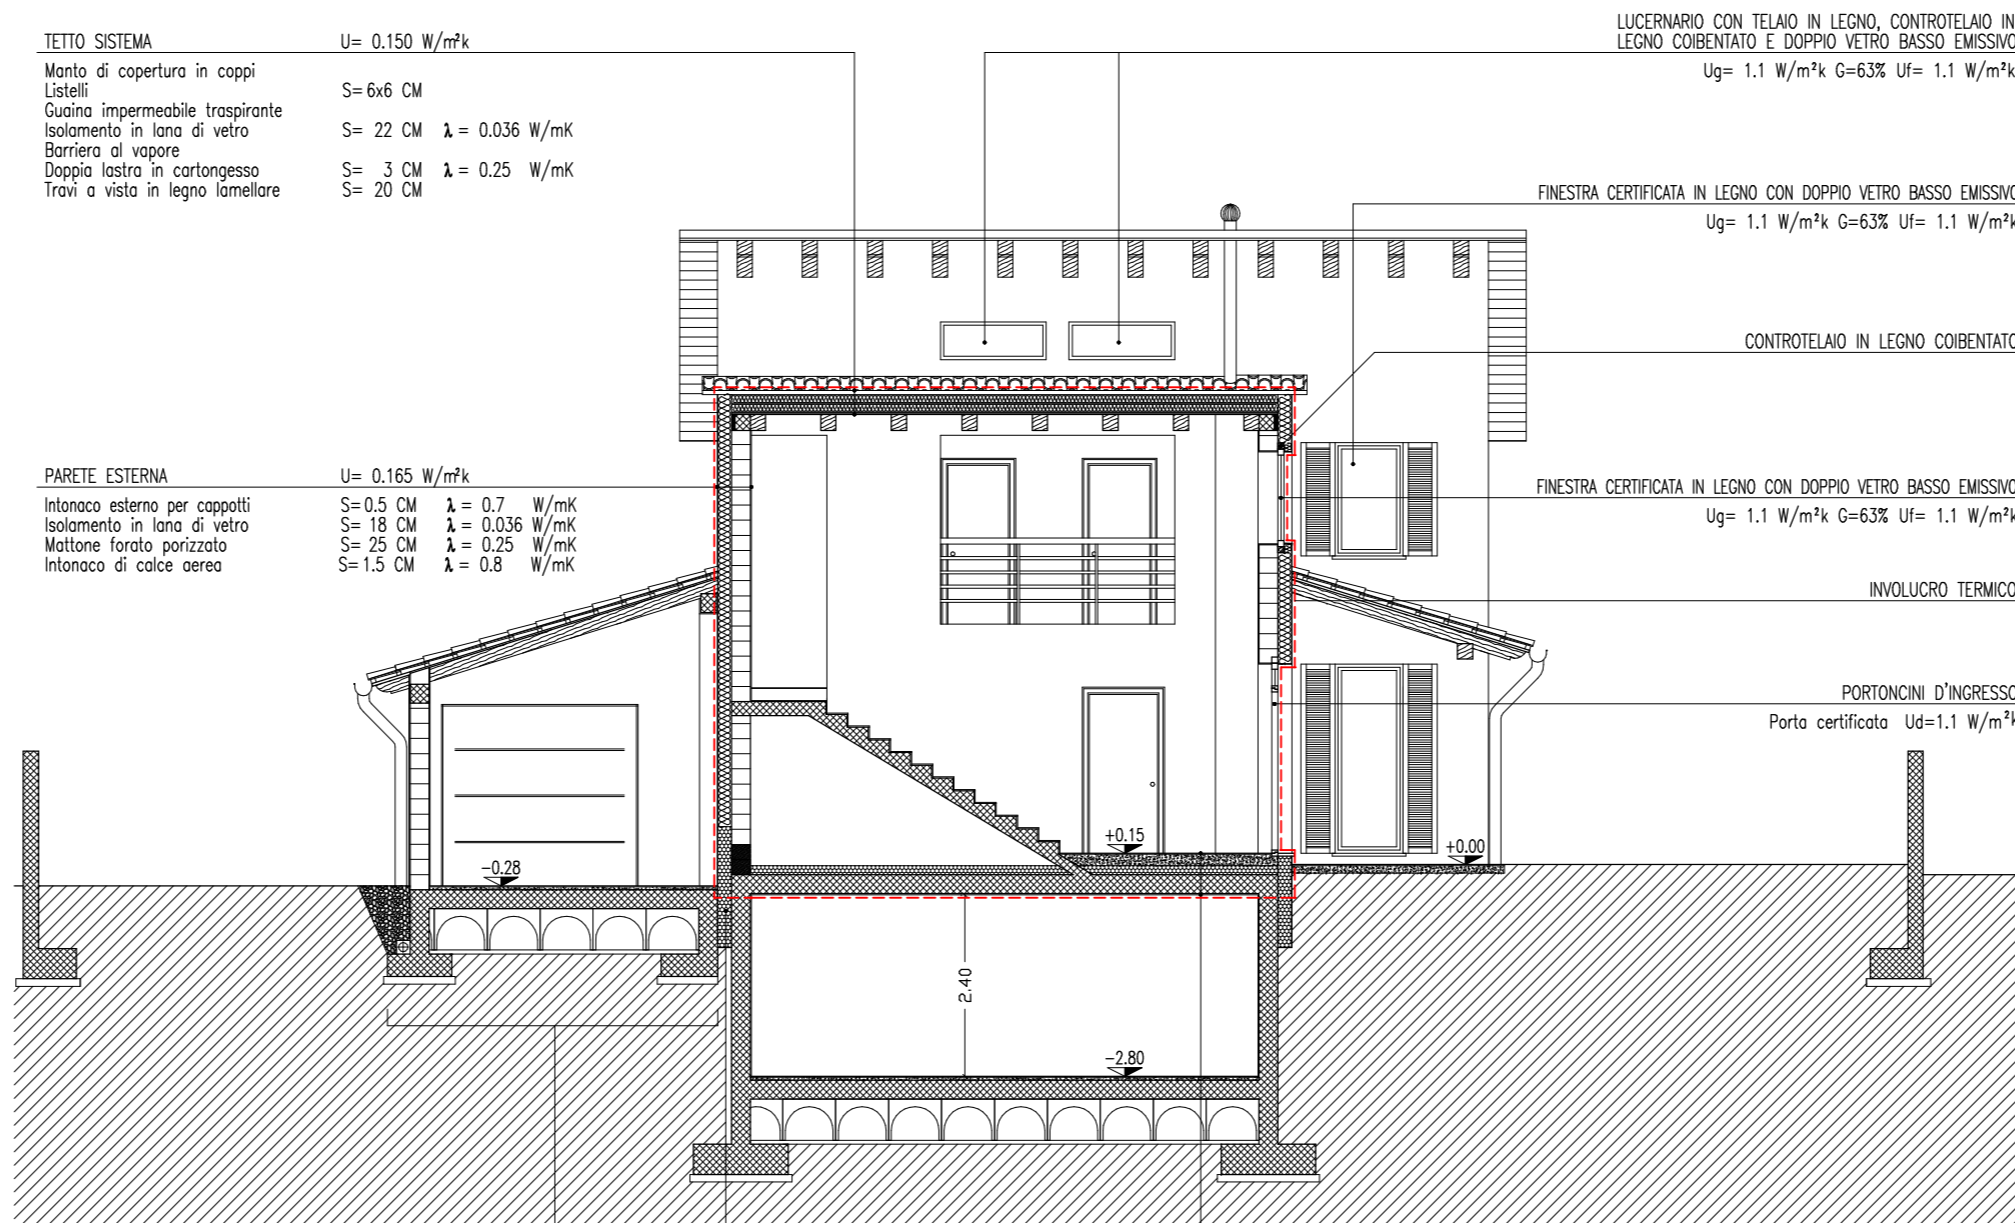 TETTO SISTEMA U= 0.150 W/m²k
Manto di copertura in coppi
Listelli S=6x6 CM
Guaina impermeabile traspirante
Isolamento in lana di vetro S= 22 CM λ = 0.036 W/mK
Barriera al vapore
Doppia lastra in cartongesso S= 3 CM λ = 0.25 W/mK
Travi a vista in legno lamellare S= 20 CM
LUCERNARIO CON TELAIO IN LEGNO, CONTROTELAIO IN
LEGNO COIBENTATO E DOPPIO VETRO BASSO EMISSIVO
Ug= 1.1 W/m²k G=63% Uf= 1.1 W/m²k
FINESTRA CERTIFICATA IN LEGNO CON DOPPIO VETRO BASSO EMISSIVO
Ug= 1.1 W/m²k G=63% Uf= 1.1 W/m²k
CONTROTELAIO IN LEGNO COIBENTATO
PARETE ESTERNA U= 0.165 W/m²k
Intonaco esterno per cappotti S=0.5 CM λ = 0.7 W/mK
Isolamento in lana di vetro S= 18 CM λ = 0.036 W/mK
Mattone forato porizzato S= 25 CM λ = 0.25 W/mK
Intonaco di calce aerea S=1.5 CM λ = 0.8 W/mK
FINESTRA CERTIFICATA IN LEGNO CON DOPPIO VETRO BASSO EMISSIVO
Ug= 1.1 W/m²k G=63% Uf= 1.1 W/m²k
INVOLUCRO TERMICO
PORTONCINI D'INGRESSO
Porta certificata Ud=1.1 W/m²k
+0.15
+0.00
-0.28
2.40
-2.80